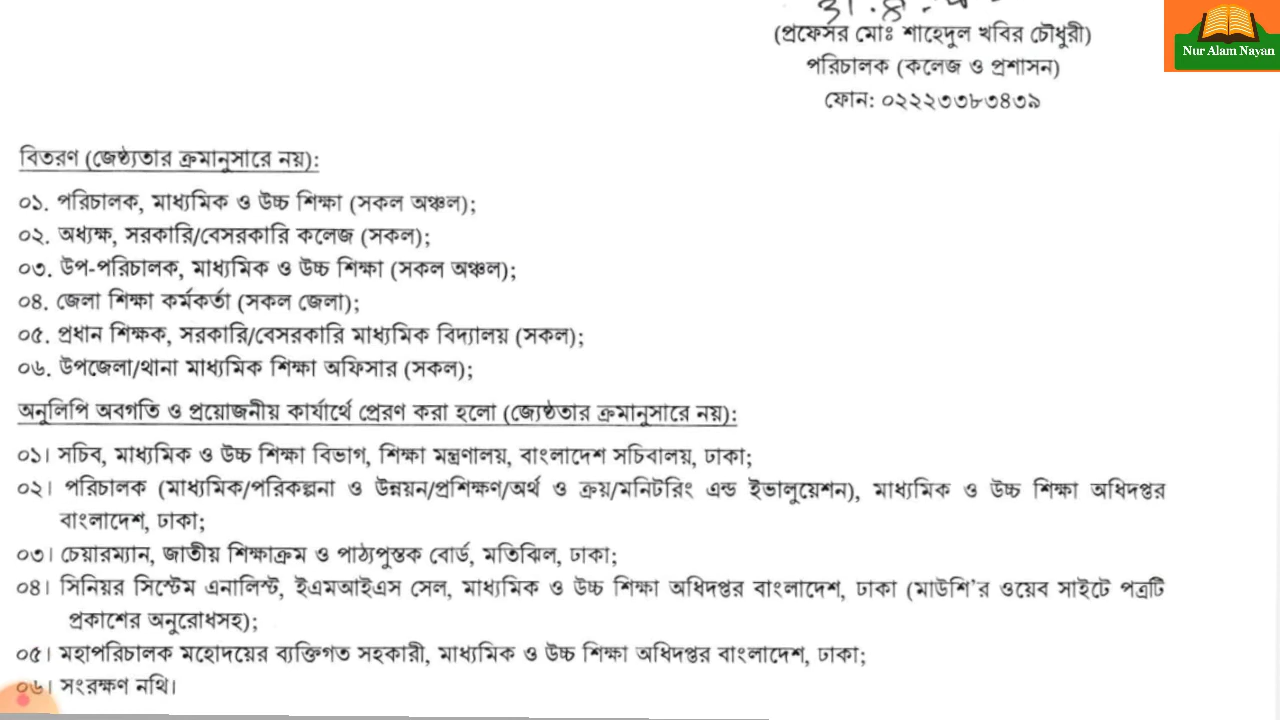 (প্রফেসর মোঃ শাহেদুল খবির চৌধুরী)
পরিচালক (কলেজ ও প্রশাসন)
ফোন: ০২২২৩৩৮৩৪৩৯
Nur Alam Nayan
বিতরণ (জেষ্ঠ্যতার ক্রমানুসারে নয়):
০১. পরিচালক, মাধ্যমিক ও উচ্চ শিক্ষা (সকল অঞ্চল);
০২. অধ্যক্ষ, সরকারি/বেসরকারি কলেজ (সকল);
০৩. উপ-পরিচালক, মাধ্যমিক ও উচ্চ শিক্ষা (সকল অঞ্চল);
০৪. জেলা শিক্ষা কর্মকর্তা (সকল জেলা);
০৫. প্রধান শিক্ষক, সরকারি/বেসরকারি মাধ্যমিক বিদ্যালয় (সকল);
০৬. উপজেলা/থানা মাধ্যমিক শিক্ষা অফিসার (সকল);
অনুলিপি অবগতি ও প্রয়োজনীয় কার্যার্থে প্রেরণ করা হলো (জ্যেষ্ঠতার ক্রমানুসারে নয়):
০১। সচিব, মাধ্যমিক ও উচ্চ শিক্ষা বিভাগ, শিক্ষা মন্ত্রণালয়, বাংলাদেশ সচিবালয়, ঢাকা;
০২। পরিচালক (মাধ্যমিক/পরিকল্পনা ও উন্নয়ন/প্রশিক্ষণ/অর্থ ও ক্রয়/মনিটরিং এন্ড ইভালুয়েশন), মাধ্যমিক ও উচ্চ শিক্ষা অধিদপ্তর
বাংলাদেশ, ঢাকা;
০৩। চেয়ারম্যান, জাতীয় শিক্ষাক্রম ও পাঠ্যপুস্তক বোর্ড, মতিঝিল, ঢাকা;
০৪। সিনিয়র সিস্টেম এনালিস্ট, ইএমআইএস সেল, মাধ্যমিক ও উচ্চ শিক্ষা অধিদপ্তর বাংলাদেশ, ঢাকা (মাউশি'র ওয়েব সাইটে পত্রটি
প্রকাশের অনুরোধসহ);
০৫। মহাপরিচালক মহোদয়ের ব্যক্তিগত সহকারী, মাধ্যমিক ও উচ্চ শিক্ষা অধিদপ্তর বাংলাদেশ, ঢাকা;
০৬। সংরক্ষণ নথি।